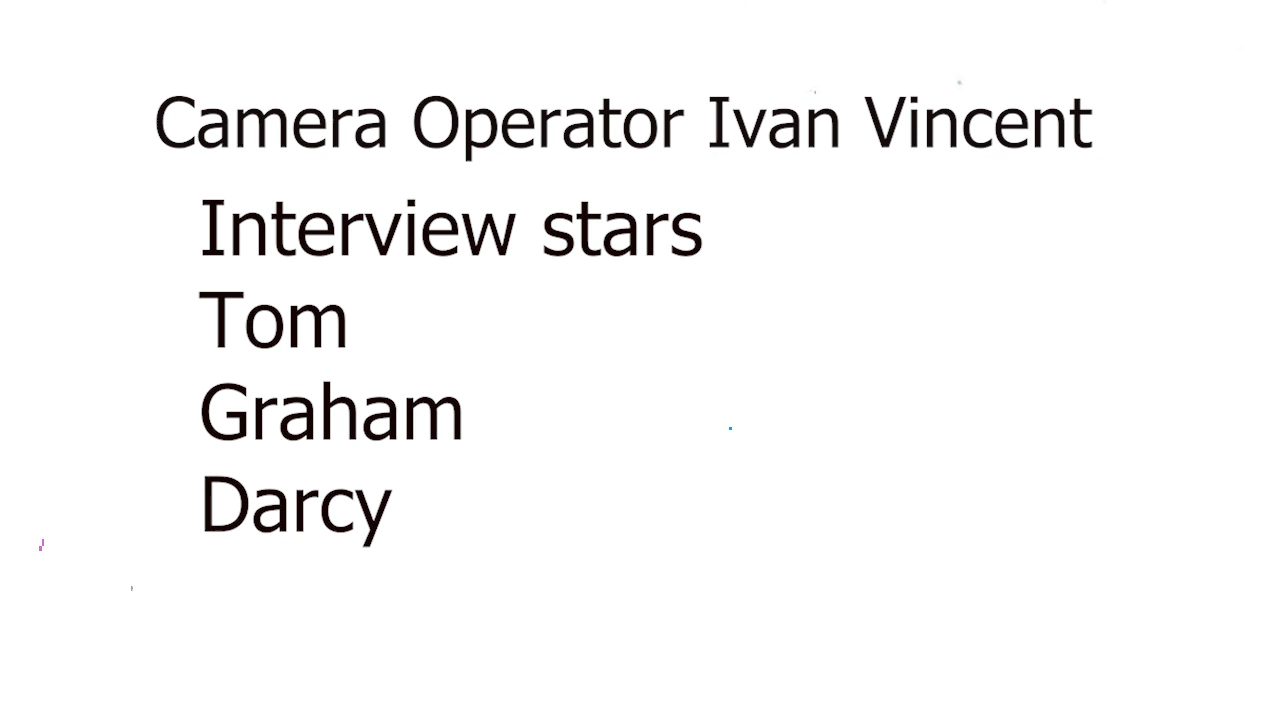 Camera Operator Ivan Vincent
Interview stars
Tom
Graham
Darcy